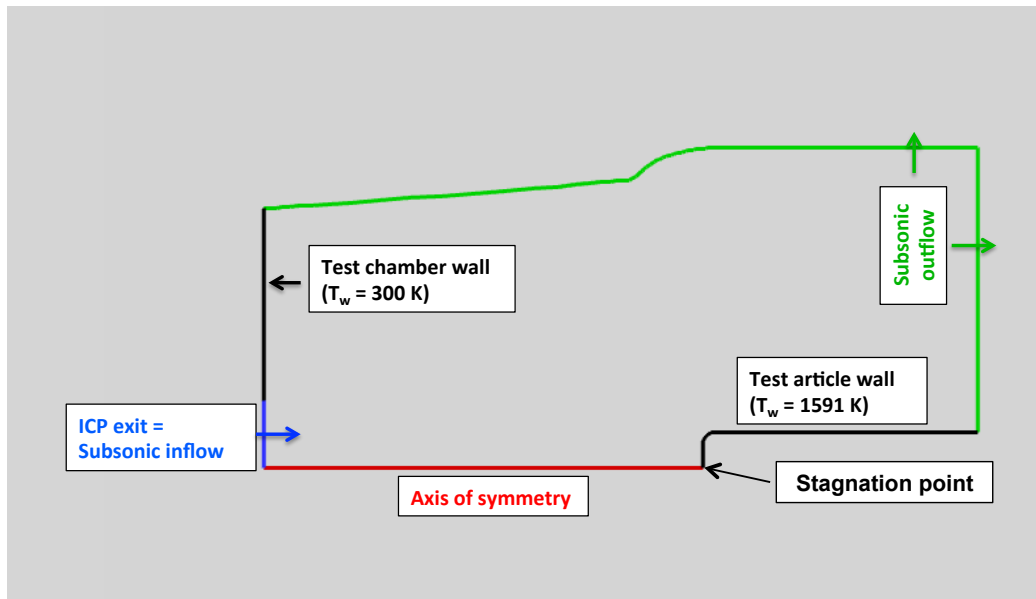 Test chamber wall
(Tw = 300 K)
Subsonic
outflow
Test article wall
(Tw = 1591 K)
ICP exit =
Subsonic inflow
Axis of symmetry
Stagnation point